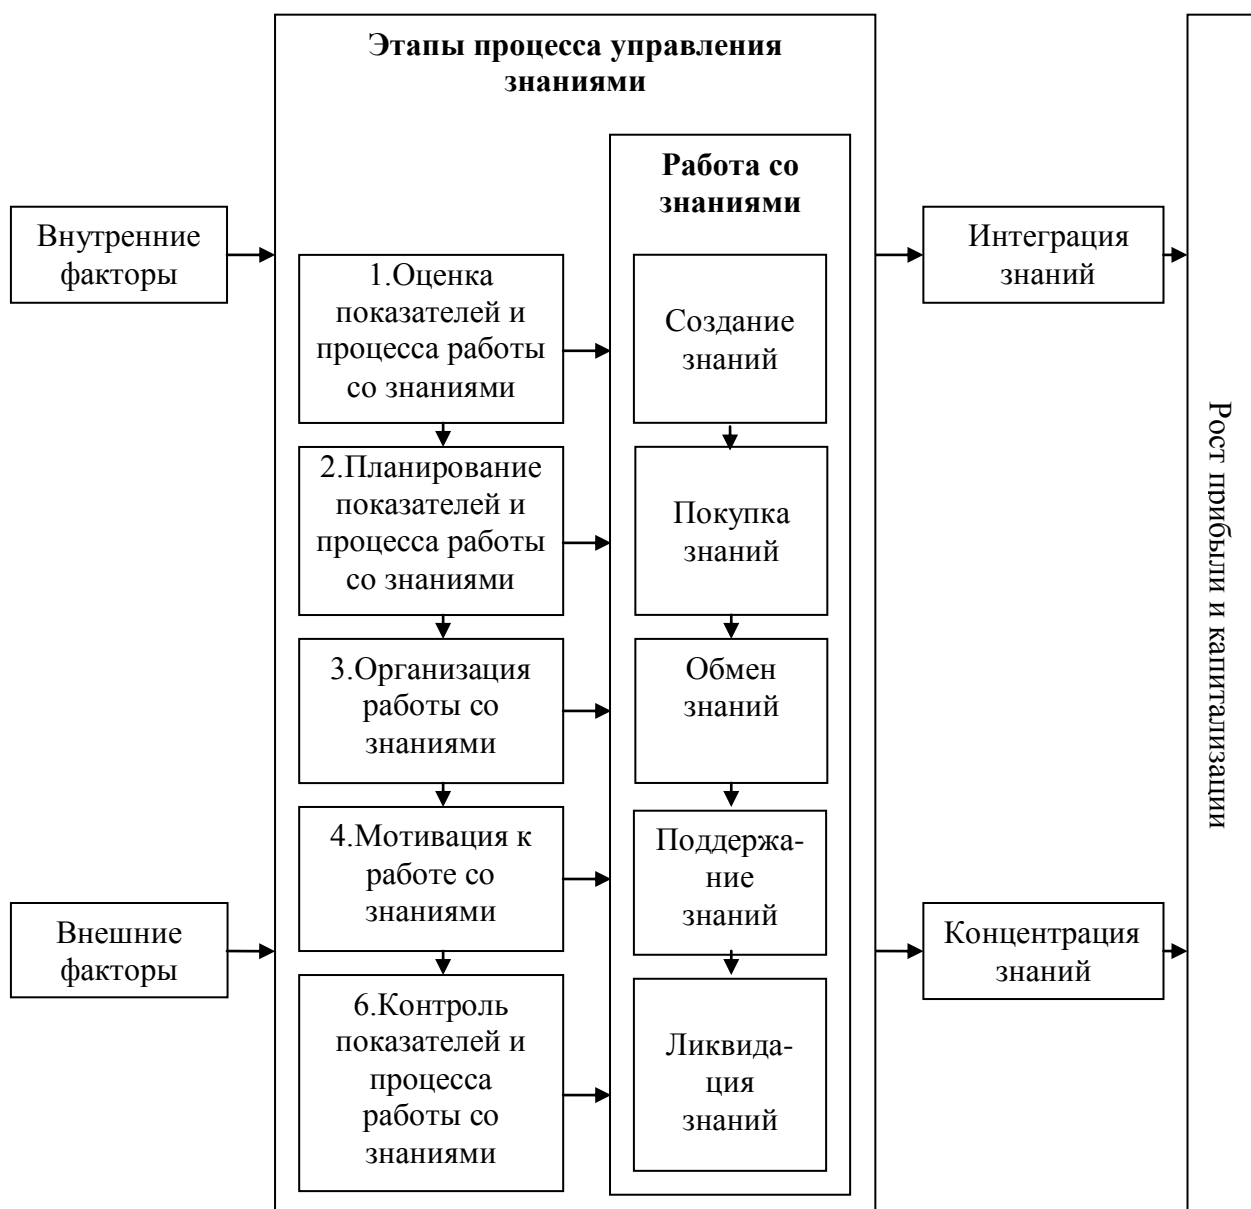 Этапы процесса управления
знаниями
Работа со
знаниями
Внутренние
факторы
1.Оценка
показателей и
процесса работы
со знаниями
Создание
знаний
Интеграция
знаний
2.Планирование
показателей и
процесса работы
со знаниями
Покупка
знаний
3.Организация
работы со
знаниями
Обмен
знаний
4.Мотивация к
работе со
знаниями
Поддержа-
ние
знаний
Внешние
факторы
Концентрация
знаний
6.Контроль
показателей и
процесса
работы со
знаниями
Ликвида-
ция
знаний
Рост прибыли и капитализации